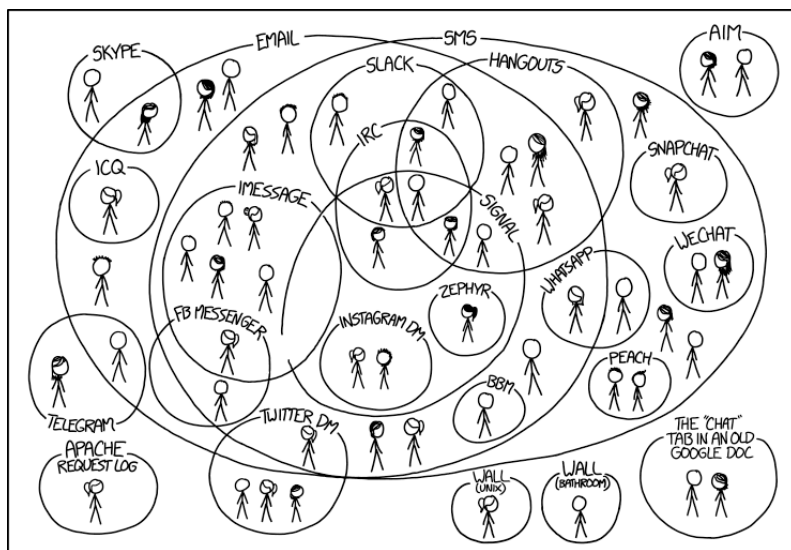 SKYPE
EMAIL
SMS
AIM
SLACK
HANGOUTS
IRC
SNAPCHAT
ICQ
IMESSAGE
SIGNAL
WECHAT
WHATSAPP
ZEPHYR
FB MESSENGER
INSTAGRAM DM
PEACH
BBM
TELEGRAM
TWITTER DM
THE "CHAT"
TAB IN AN OLD
GOOGLE DOC
APACHE
REQUEST LOG
WALL
(UNIX)
WALL
(BATHROOM)